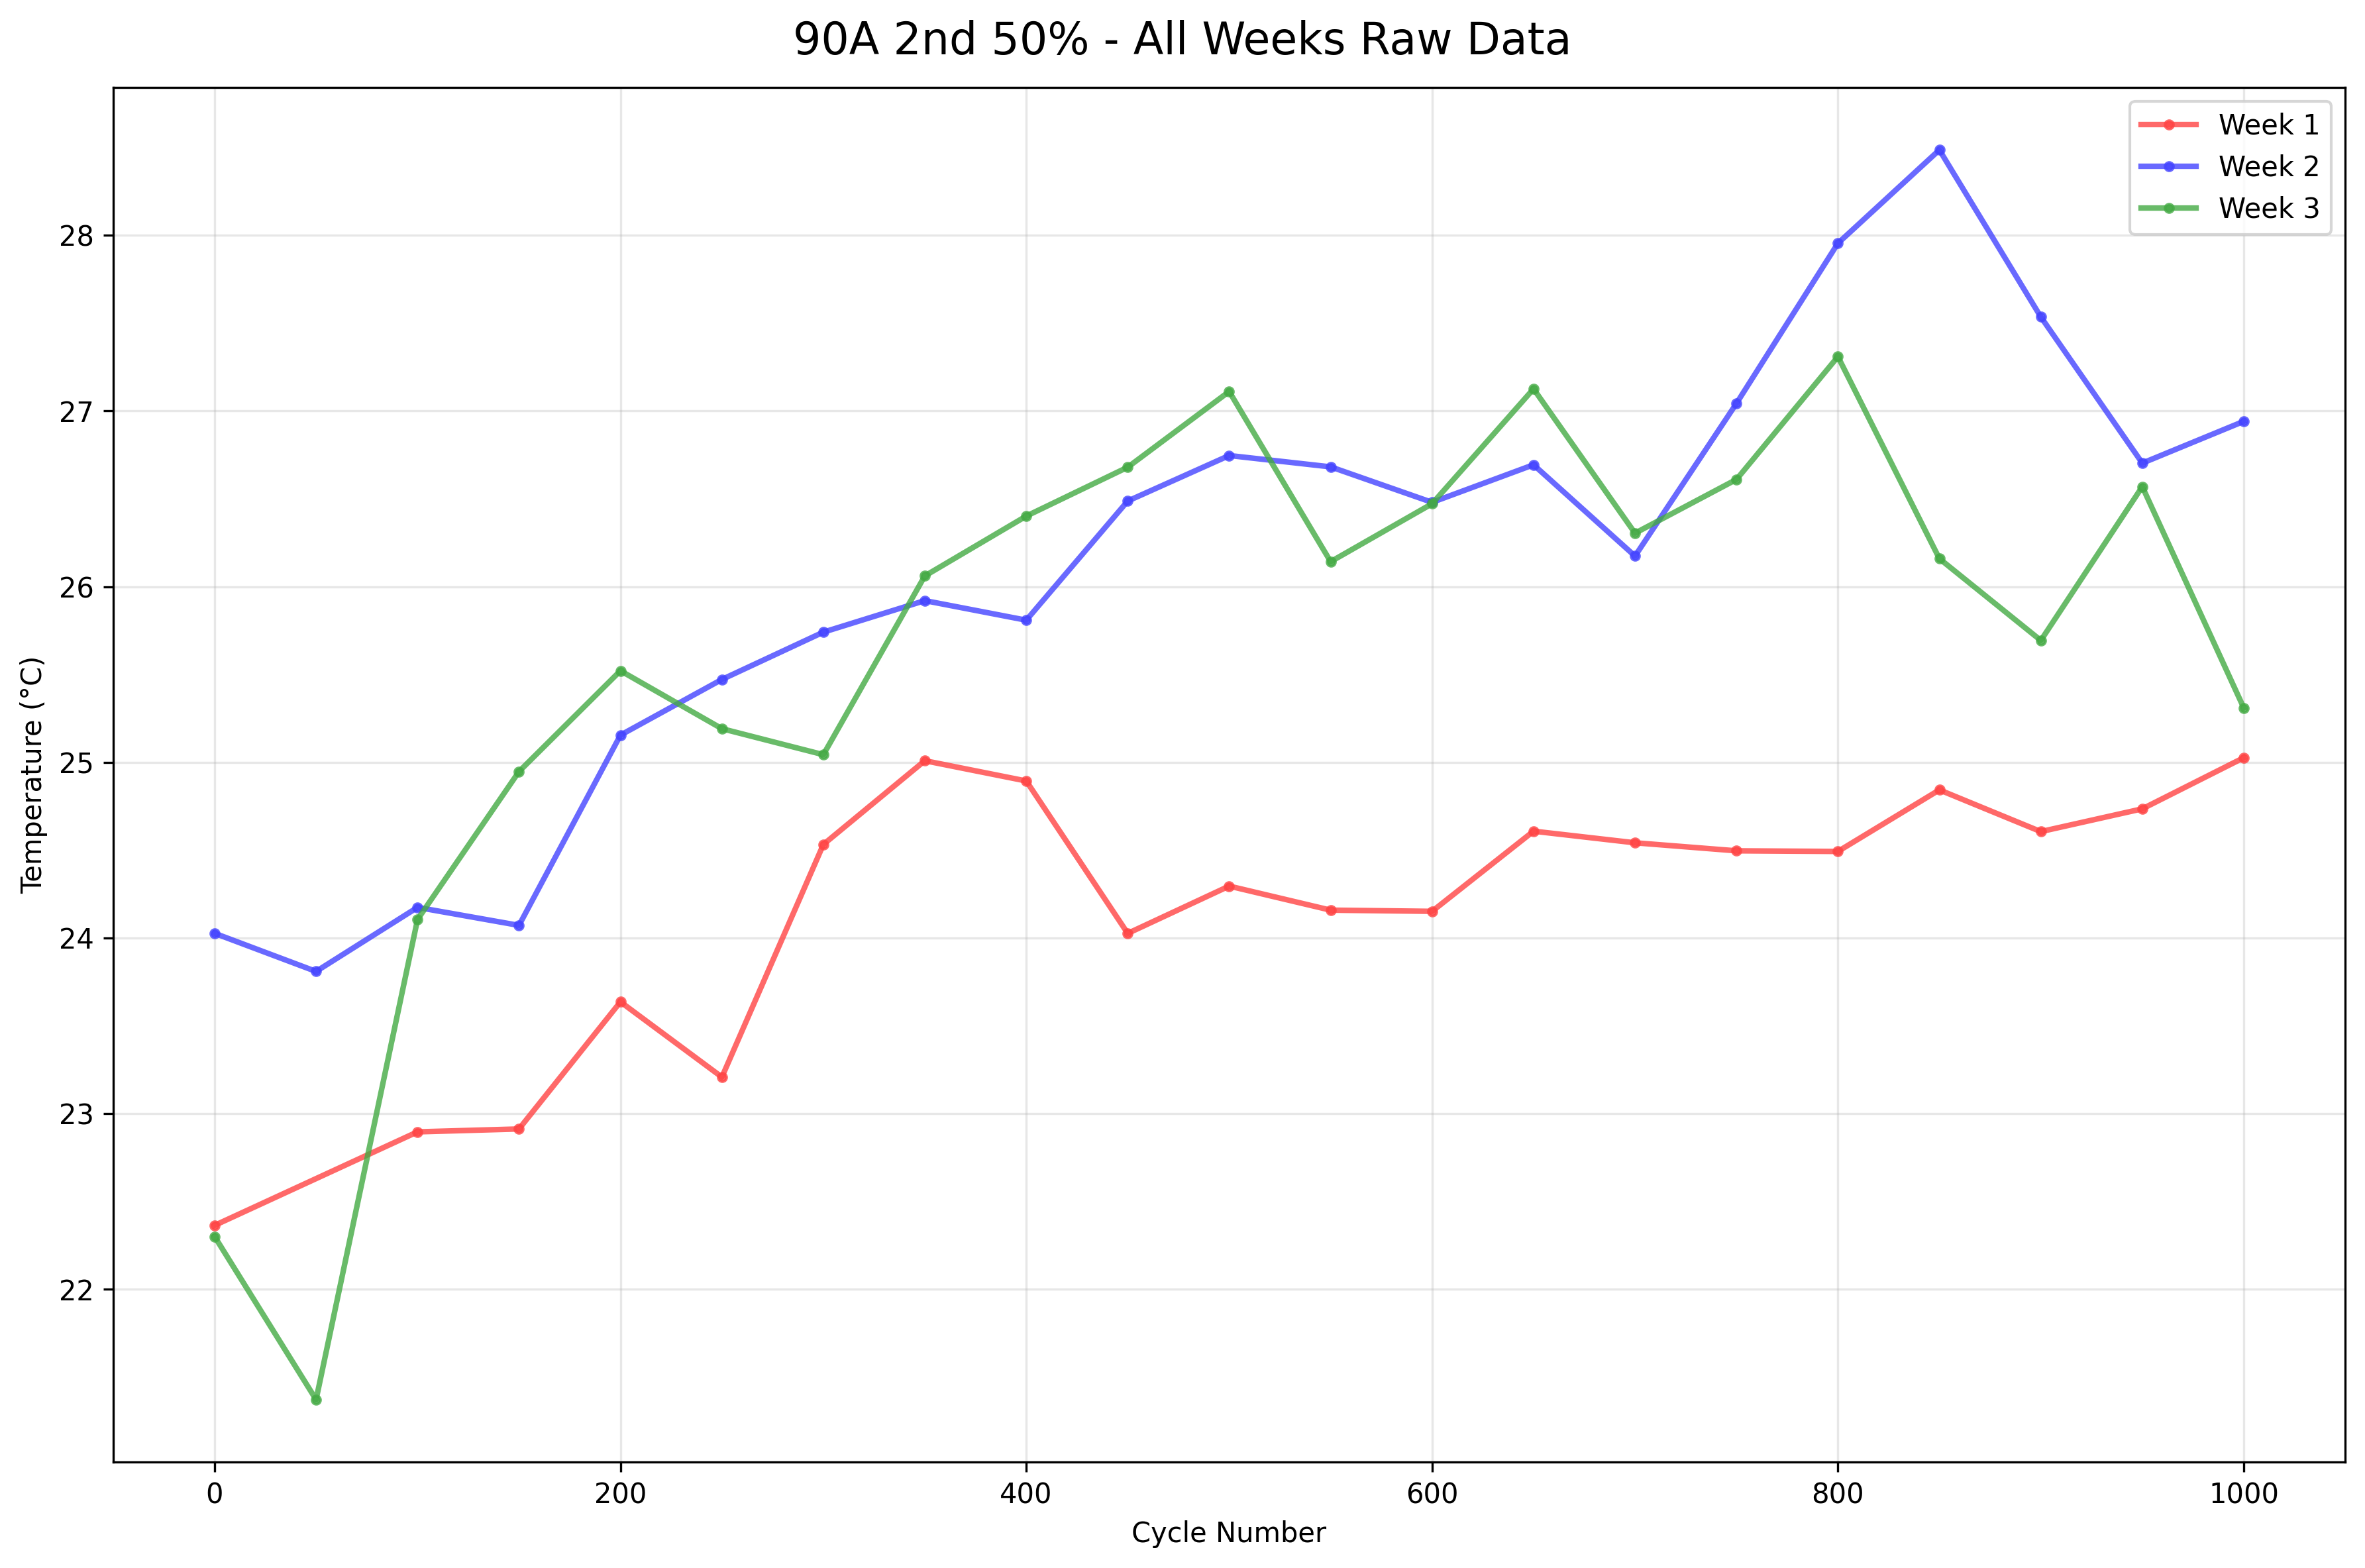 90A 2nd 50% - All Weeks Raw Data
Week 1
Week 2
Week 3
28
27
26
25
24
23
22
Temperature (°C)
0
200
400
600
800
1000
Cycle Number